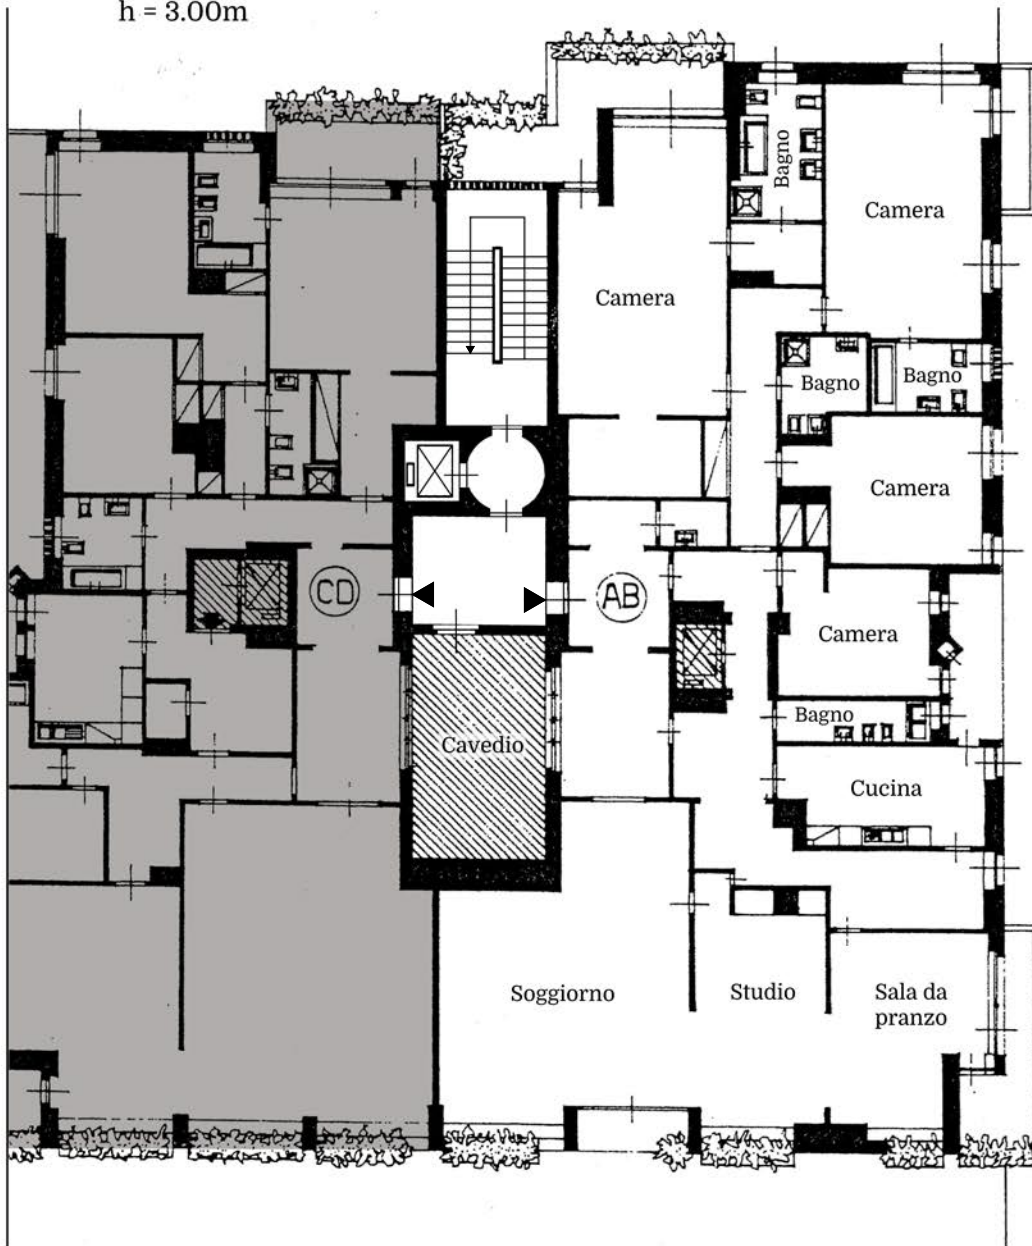 h = 3.00m
Bagno
Camera
Camera
Bagno
Bagno
Camera
CD
AB
Camera
Bagno
Cavedio
Cucina
Soggiorno
Studio
Sala da
pranzo